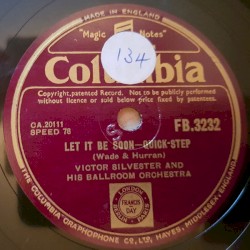 MADE IN ENGLAND
"Magic Notes"
134
Columbia
Copyright.patented Record. Not to be publicly performed
without licence or sold below price fixed by patentees.
CA.20111
SPEED 78
FB.3232
LET IT BE SOON—QUICK-STEP
(Wade & Hurran)
VICTOR SILVESTER AND
HIS BALLROOM ORCHESTRA
LONDON
FRANCIS
DAY
THE COLUMBIA GRAPHOPHONE CO. LTD., HAYES, MIDDLESEX, ENGLAND